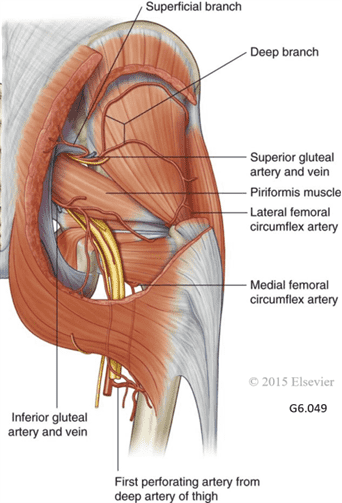 Superficial branch
Deep branch
Superior gluteal
artery and vein
Piriformis muscle
Lateral femoral
circumflex artery
Medial femoral
circumflex artery
© 2015 Elsevier
G6.049
Inferior gluteal
artery and vein
First perforating artery from
deep artery of thigh